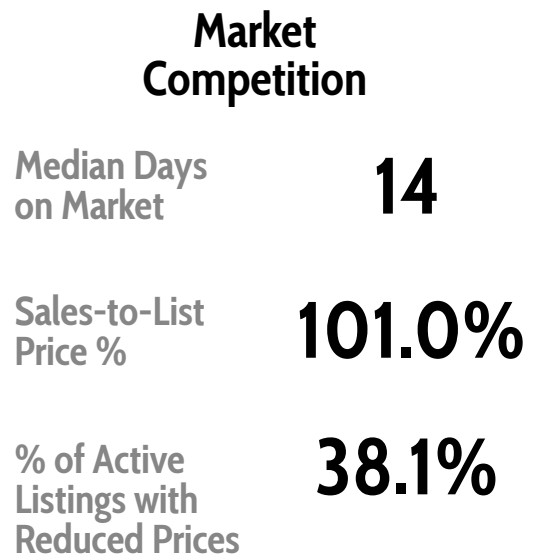 Market
Competition
Median Days
on Market
14
Sales-to-List
Price %
101.0%
% of Active
Listings with
Reduced Prices
38.1%